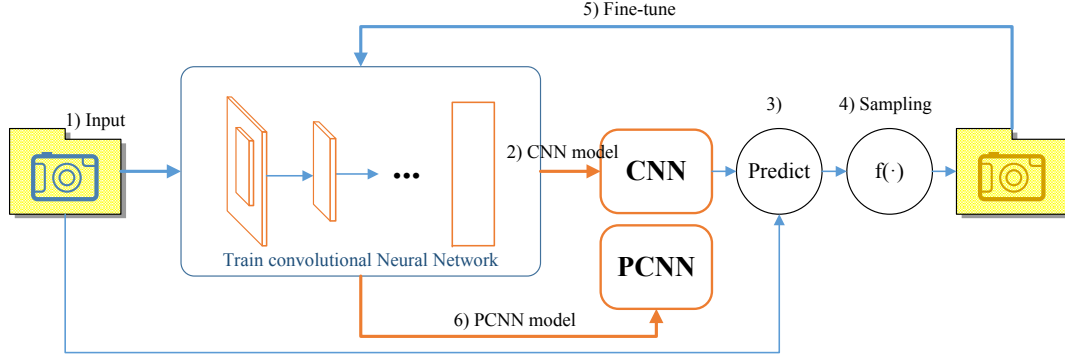 5) Fine-tune
1) Input
3)
4) Sampling
2) CNN model
CNN
Predict
f(·)
...
Train convolutional Neural Network
PCNN
6) PCNN model